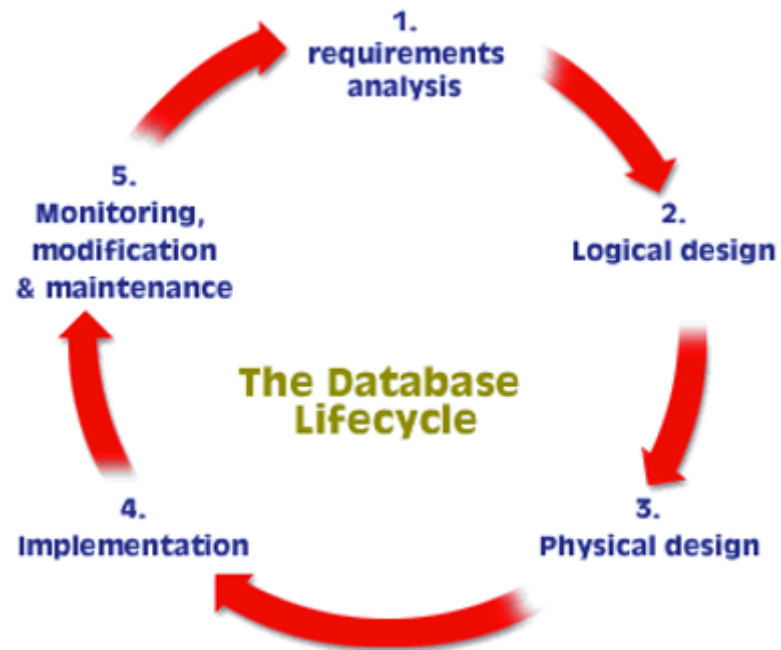 1.
requirements
analysis
2.
Logical design
3.
Physical design
4.
Implementation
5.
Monitoring,
modification
& maintenance
The Database
Lifecycle